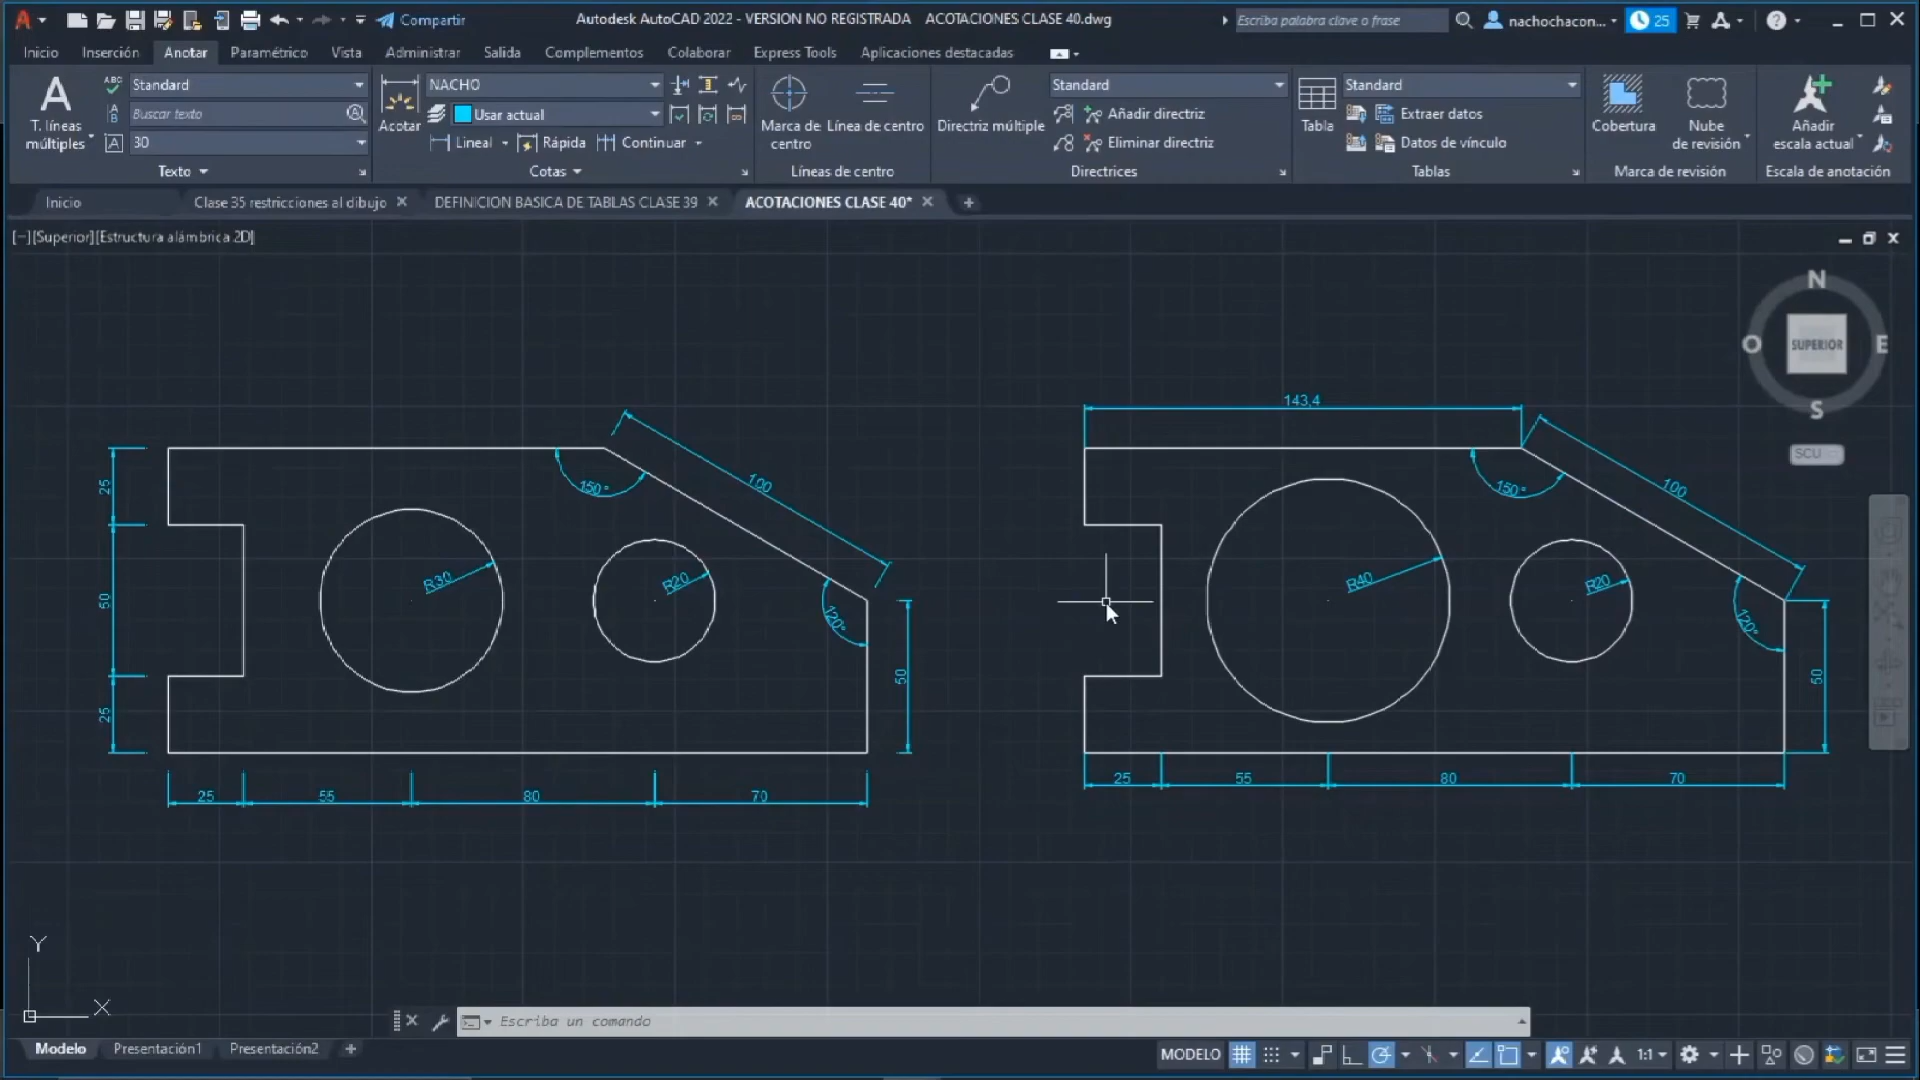 Compartir
Autodesk AutoCAD 2022 - VERSION NO REGISTRADA ACOTACIONES CLASE 40.dwg
Escriba palabra clave o frase
nachochacon...
25
Inicio Inserción Anotar Paramétrico Vista Administrar Salida Complementos Colaborar Express Tools Aplicaciones destacadas
T. líneas múltiples
Standard
Buscar texto
30
Texto
Acotar
NACHO
Usar actual
Lineal Rápida Continuar
Cotas
Marca de centro
Línea de centro
Líneas de centro
Directriz múltiple
Standard
Añadir directriz
Eliminar directriz
Directrices
Tabla
Standard
Extraer datos
Datos de vínculo
Tablas
Cobertura
Nube de revisión
Marca de revisión
Añadir escala actual
Escala de anotación
Inicio
Clase 35 restricciones al dibujo
DEFINICION BASICA DE TABLAS CLASE 39
ACOTACIONES CLASE 40*
[−][Superior][Estructura alámbrica 2D]
N
O SUPERIOR E
S
SCU
25
50
25
150°
100
R30
R20
120°
50
25 55 80 70
143,4
150°
100
R40
R20
120°
50
25 55 80 70
Y
X
Escriba un comando
Modelo Presentación1 Presentación2
MODELO
1:1